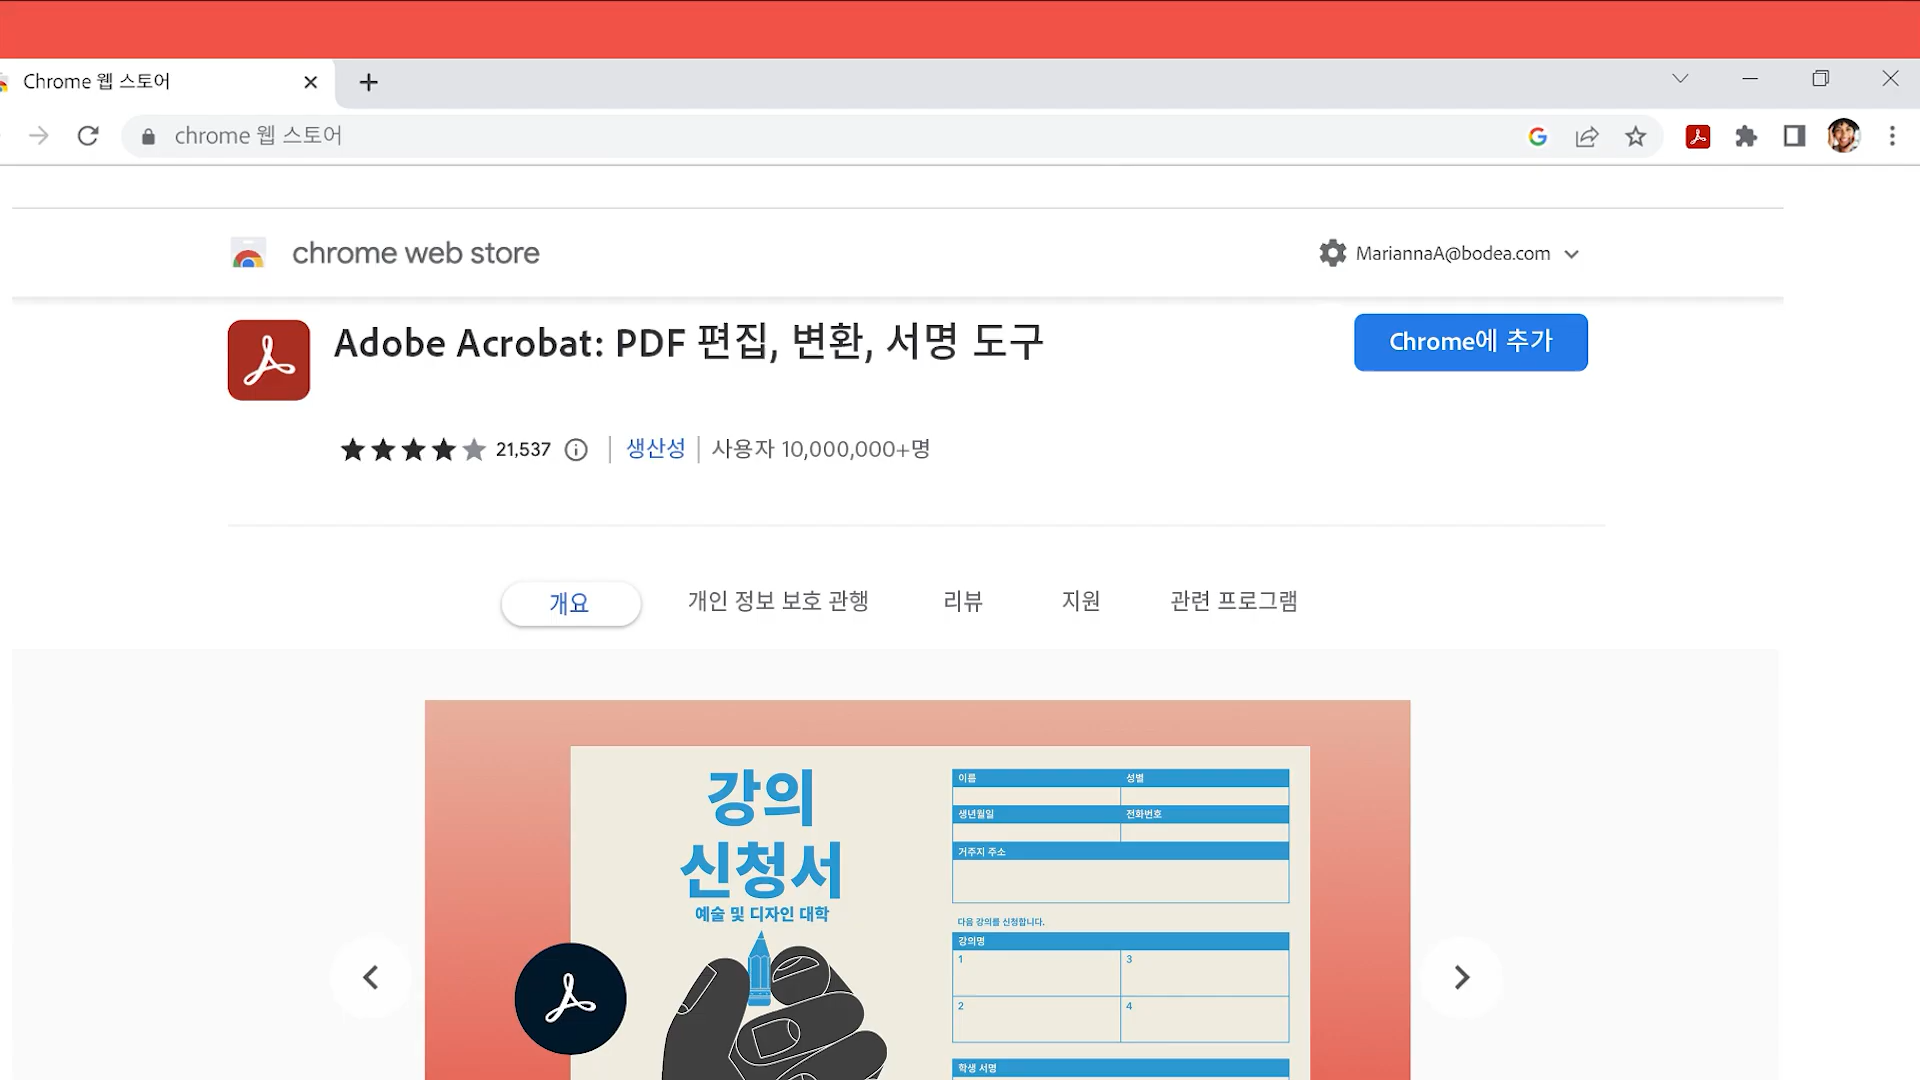 Chrome 웹 스토어
chrome 웹 스토어
chrome web store
MariannaA@bodea.com
Adobe Acrobat: PDF 편집, 변환, 서명 도구
Chrome에 추가
21,537
생산성
사용자 10,000,000+명
개요
개인 정보 보호 관행
리뷰
지원
관련 프로그램
강의
신청서
예술 및 디자인 대학
이름 성별
생년월일 전화번호
거주지 주소
다음 강의를 신청합니다.
강의명
1 3
2 4
학생 서명